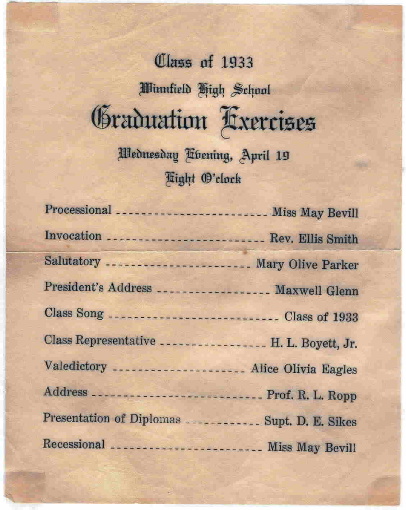 Class of 1933
Winnfield High School
Graduation Exercises
Wednesday Evening, April 19
Eight O'clock
Processional ---------------------------- Miss May Bevill
Invocation ------------------------------ Rev. Ellis Smith
Salutatory ---------------------------- Mary Olive Parker
President's Address -------------------- Maxwell Glenn
Class Song ------------------------------ Class of 1933
Class Representative -------------------- H. L. Boyett, Jr.
Valedictory -------------------------- Alice Olivia Eagles
Address ------------------------------ Prof. R. L. Ropp
Presentation of Diplomas -------------- Supt. D. E. Sikes
Recessional ---------------------------- Miss May Bevill